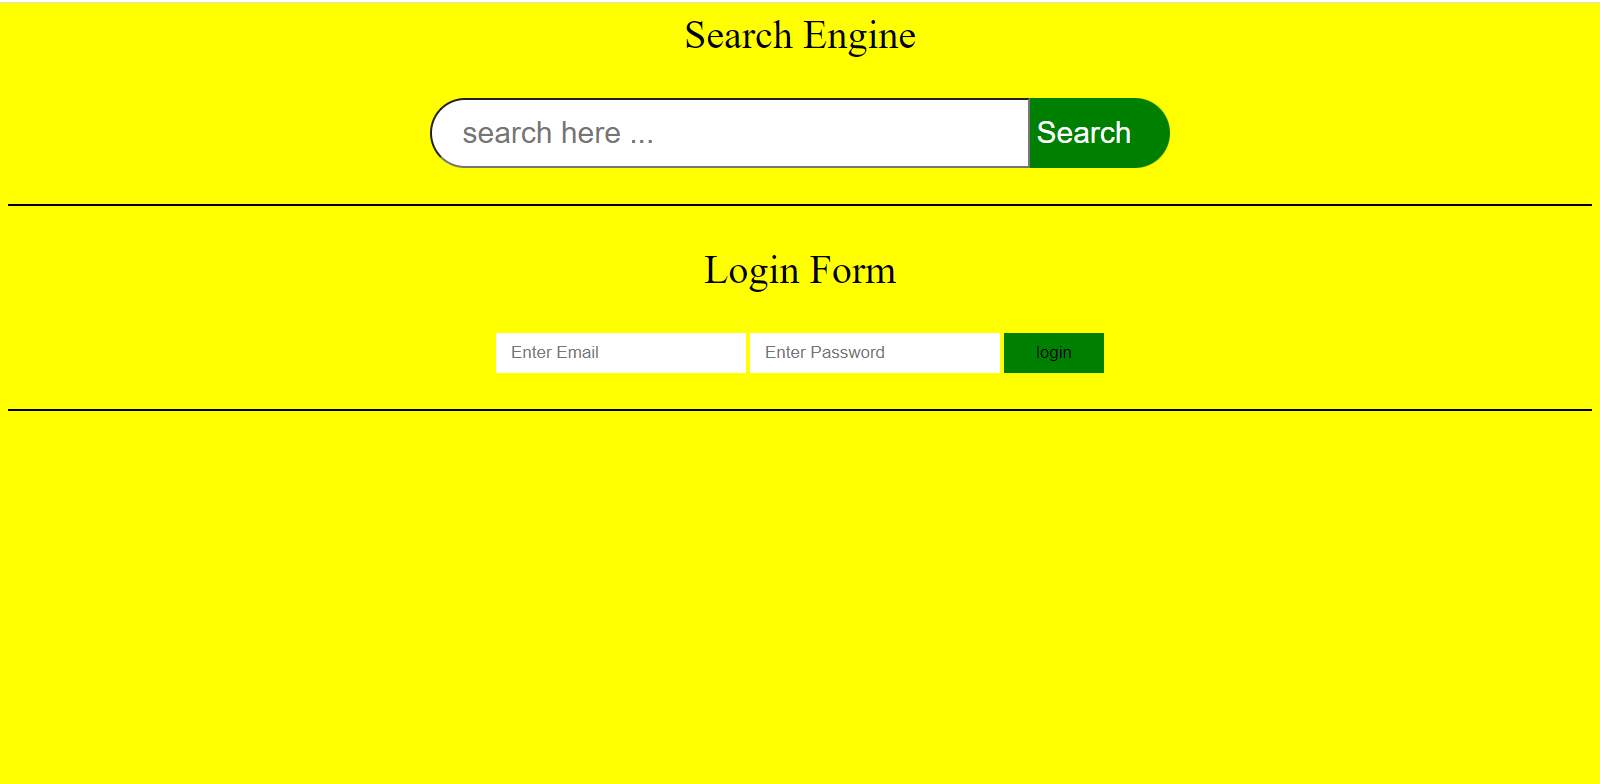 Search Engine
search here ... Search
Login Form
Enter Email Enter Password login